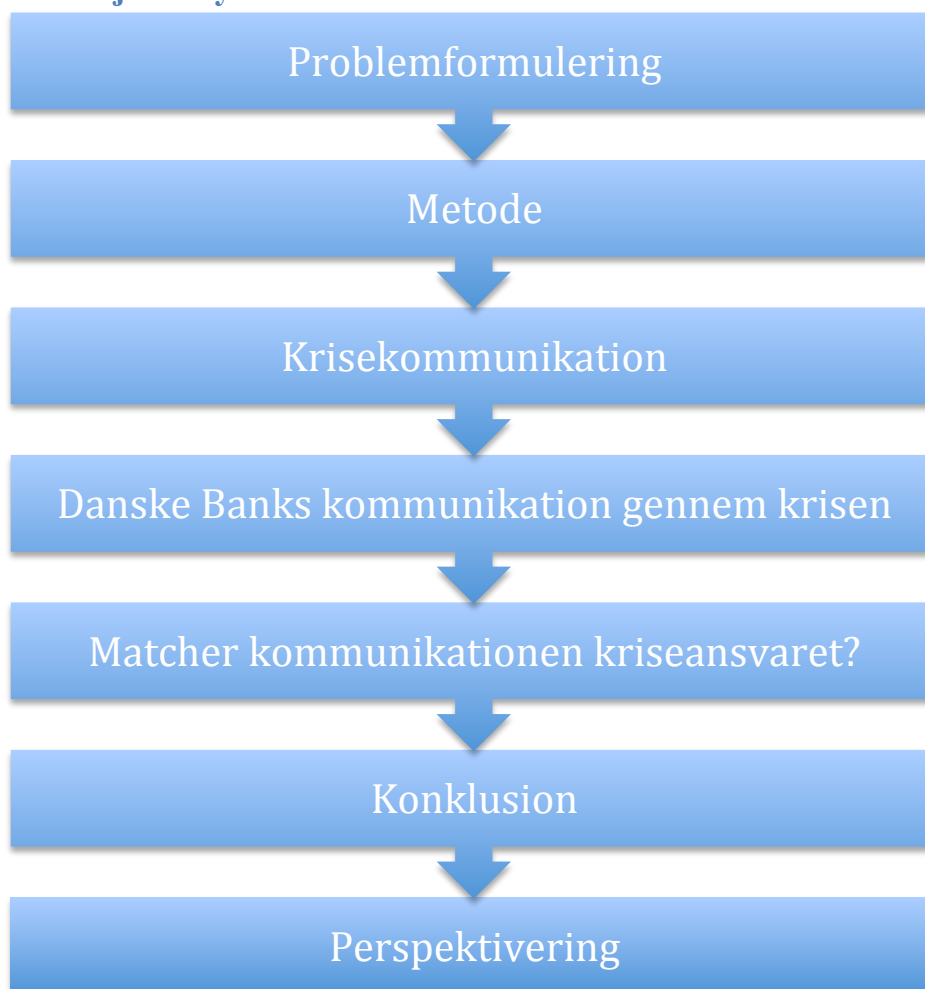 Problemformulering
Metode
Krisekommunikation
Danske Banks kommunikation gennem krisen
Matcher kommunikationen kriseansvaret?
Konklusion
Perspektivering